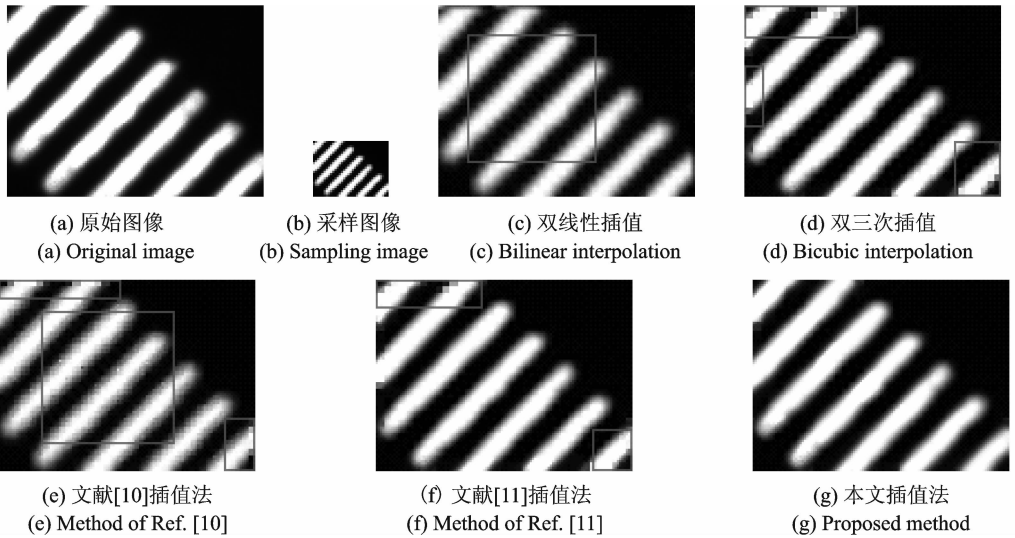 (a) 原始图像
(a) Original image
(b) 采样图像
(b) Sampling image
(c) 双线性插值
(c) Bilinear interpolation
(d) 双三次插值
(d) Bicubic interpolation
(e) 文献[10]插值法
(e) Method of Ref. [10]
(f) 文献[11]插值法
(f) Method of Ref. [11]
(g) 本文插值法
(g) Proposed method